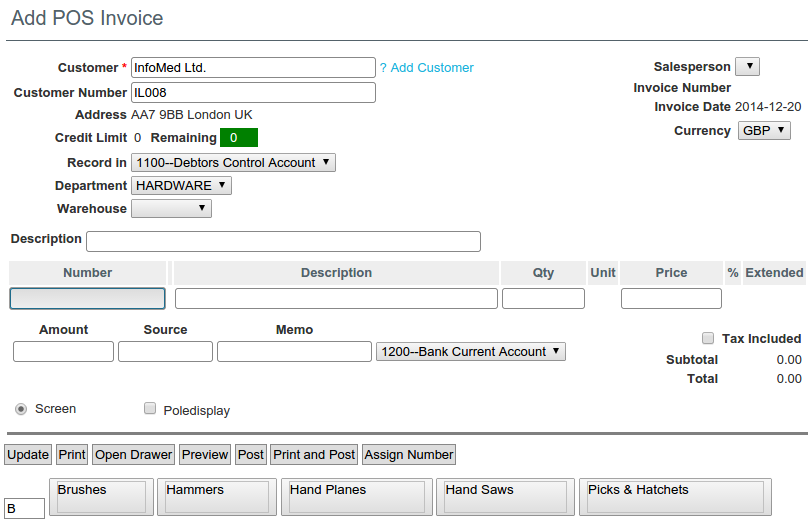 Add POS Invoice
Customer * InfoMed Ltd. ? Add Customer Salesperson
Customer Number IL008 Invoice Number
Address AA7 9BB London UK Invoice Date 2014-12-20
Credit Limit 0 Remaining 0 Currency GBP
Record in 1100--Debtors Control Account
Department HARDWARE
Warehouse
Description
Number Description Qty Unit Price % Extended
Amount Source Memo
1200--Bank Current Account
Tax Included
Subtotal 0.00
Total 0.00
Screen Poledisplay
Update Print Open Drawer Preview Post Print and Post Assign Number
B Brushes Hammers Hand Planes Hand Saws Picks & Hatchets